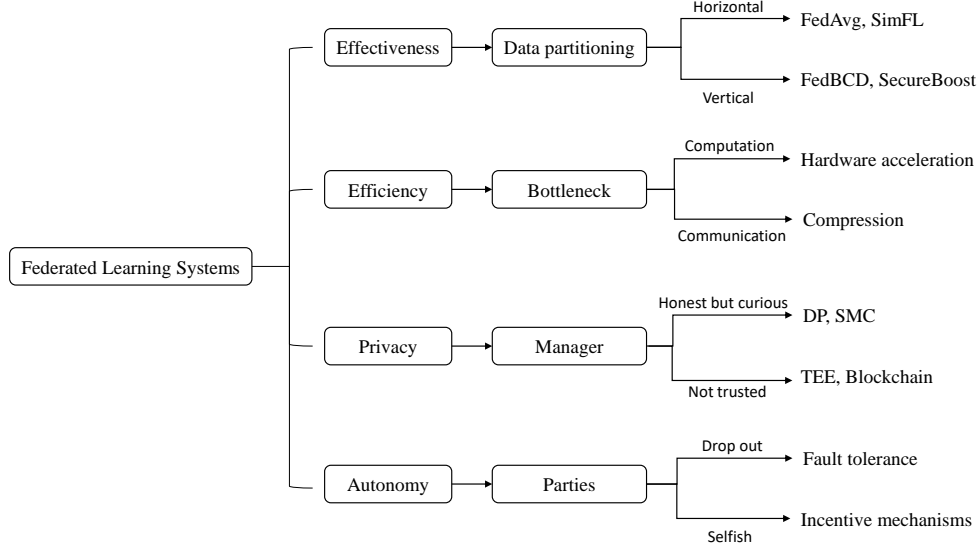 Horizontal
FedAvg, SimFL
Effectiveness
Data partitioning
FedBCD, SecureBoost
Vertical
Computation
Hardware acceleration
Efficiency
Bottleneck
Compression
Communication
Federated Learning Systems
Honest but curious
DP, SMC
Privacy
Manager
TEE, Blockchain
Not trusted
Drop out
Fault tolerance
Autonomy
Parties
Incentive mechanisms
Selfish